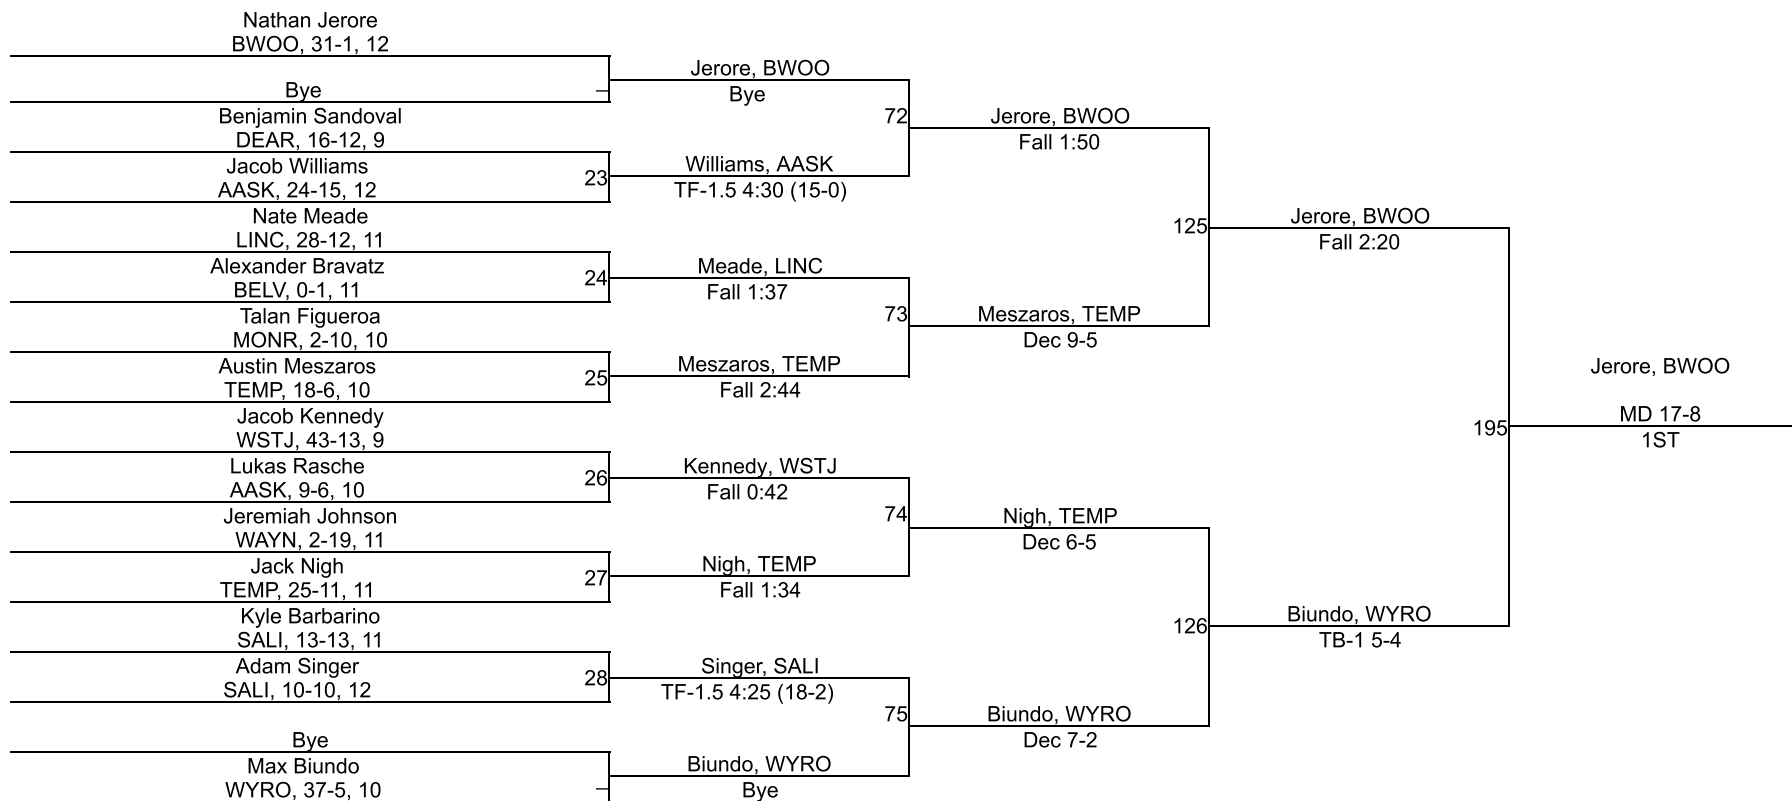 Nathan Jerore
BWOO, 31-1, 12
Bye
Benjamin Sandoval
DEAR, 16-12, 9
Jacob Williams
AASK, 24-15, 12
23
Nate Meade
LINC, 28-12, 11
Alexander Bravatz
BELV, 0-1, 11
24
Talan Figueroa
MONR, 2-10, 10
Austin Meszaros
TEMP, 18-6, 10
25
Jacob Kennedy
WSTJ, 43-13, 9
Lukas Rasche
AASK, 9-6, 10
26
Jeremiah Johnson
WAYN, 2-19, 11
Jack Nigh
TEMP, 25-11, 11
27
Kyle Barbarino
SALI, 13-13, 11
Adam Singer
SALI, 10-10, 12
28
Bye
Max Biundo
WYRO, 37-5, 10
Jerore, BWOO
Bye
72
Williams, AASK
TF-1.5 4:30 (15-0)
Meade, LINC
Fall 1:37
73
Meszaros, TEMP
Fall 2:44
Kennedy, WSTJ
Fall 0:42
74
Nigh, TEMP
Fall 1:34
Singer, SALI
TF-1.5 4:25 (18-2)
75
Biundo, WYRO
Bye
Jerore, BWOO
Fall 1:50
125
Meszaros, TEMP
Dec 9-5
Nigh, TEMP
Dec 6-5
126
Biundo, WYRO
Dec 7-2
Jerore, BWOO
Fall 2:20
195
Biundo, WYRO
TB-1 5-4
Jerore, BWOO
MD 17-8
1ST